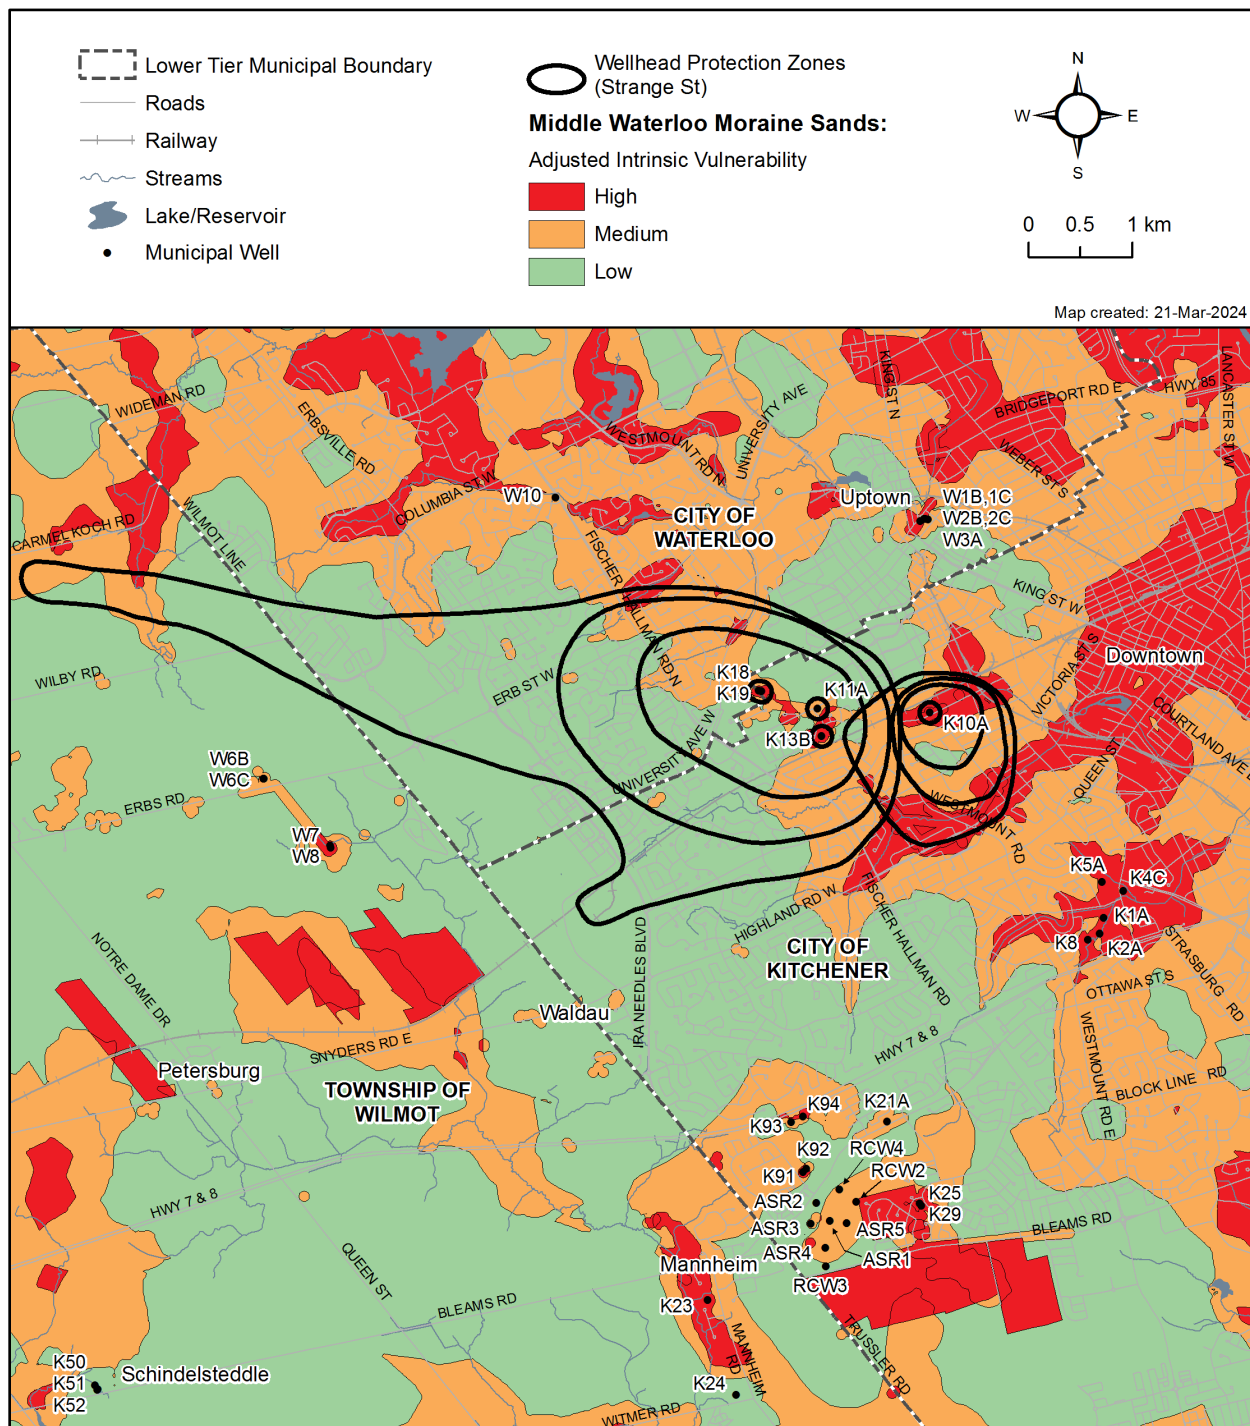 Lower Tier Municipal Boundary
Roads
Railway
Streams
Lake/Reservoir
Municipal Well
Wellhead Protection Zones
(Strange St)
Middle Waterloo Moraine Sands:
Adjusted Intrinsic Vulnerability
High
Medium
Low
N
W
E
S
0 0.5 1 km
Map created: 21-Mar-2024
WIDEMAN RD
ERBSVILLE RD
COLUMBIA ST W
CARMEL KOCH RD
WILMOT LINE
WESTMOUNT RD N
UNIVERSITY AVE
KING ST N
BRIDGEPORT RD E
HWY 85
LANCASTER ST W
WEBER ST S
W10
CITY OF
WATERLOO
Uptown
W1B,1C
W2B,2C
W3A
FISCHER HALLMAN RD N
KING ST W
VICTORIA ST S
Downtown
COURTLAND AVE E
QUEEN ST
WILBY RD
ERB ST W
UNIVERSITY AVE W
K18
K19
K11A
K13B
K10A
WESTMOUNT RD
W6B
W6C
ERBS RD
W7
W8
K5A
K4C
K1A
K8
K2A
HIGHLAND RD W
FISCHER HALLMAN RD
CITY OF
KITCHENER
STRASBURG RD
OTTAWA ST S
NOTRE DAME DR
IRA NEEDLES BLVD
Waldau
SNYDERS RD E
HWY 7 & 8
WESTMOUNT RD E
BLOCK LINE RD
Petersburg
TOWNSHIP OF
WILMOT
K94
K93
K21A
K92
K91
RCW4
RCW2
ASR2
ASR3
ASR4
ASR5
ASR1
RCW3
K25
K29
BLEAMS RD
HWY 7 & 8
QUEEN ST
BLEAMS RD
Mannheim
K23
MANNHEIM
RD
TRUSSLER RD
K24
K50
K51
K52
Schindelsteddle
WITMER RD